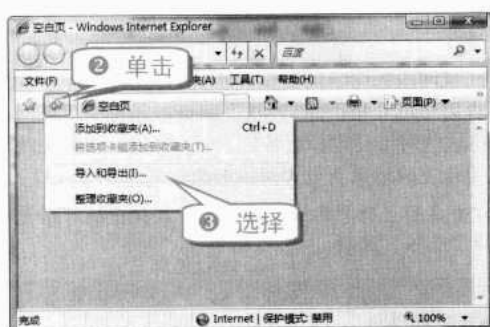 空白页 - Windows Internet Explorer
百度
❷ 单击
文件(F) 夹(A) 工具(T) 帮助(H)
空白页 页面(P)
添加到收藏夹(A)... Ctrl+D
将选项卡组添加到收藏夹(T)...
导入和导出(I)...
整理收藏夹(O)...
❸ 选择
完成 Internet | 保护模式: 禁用 100%